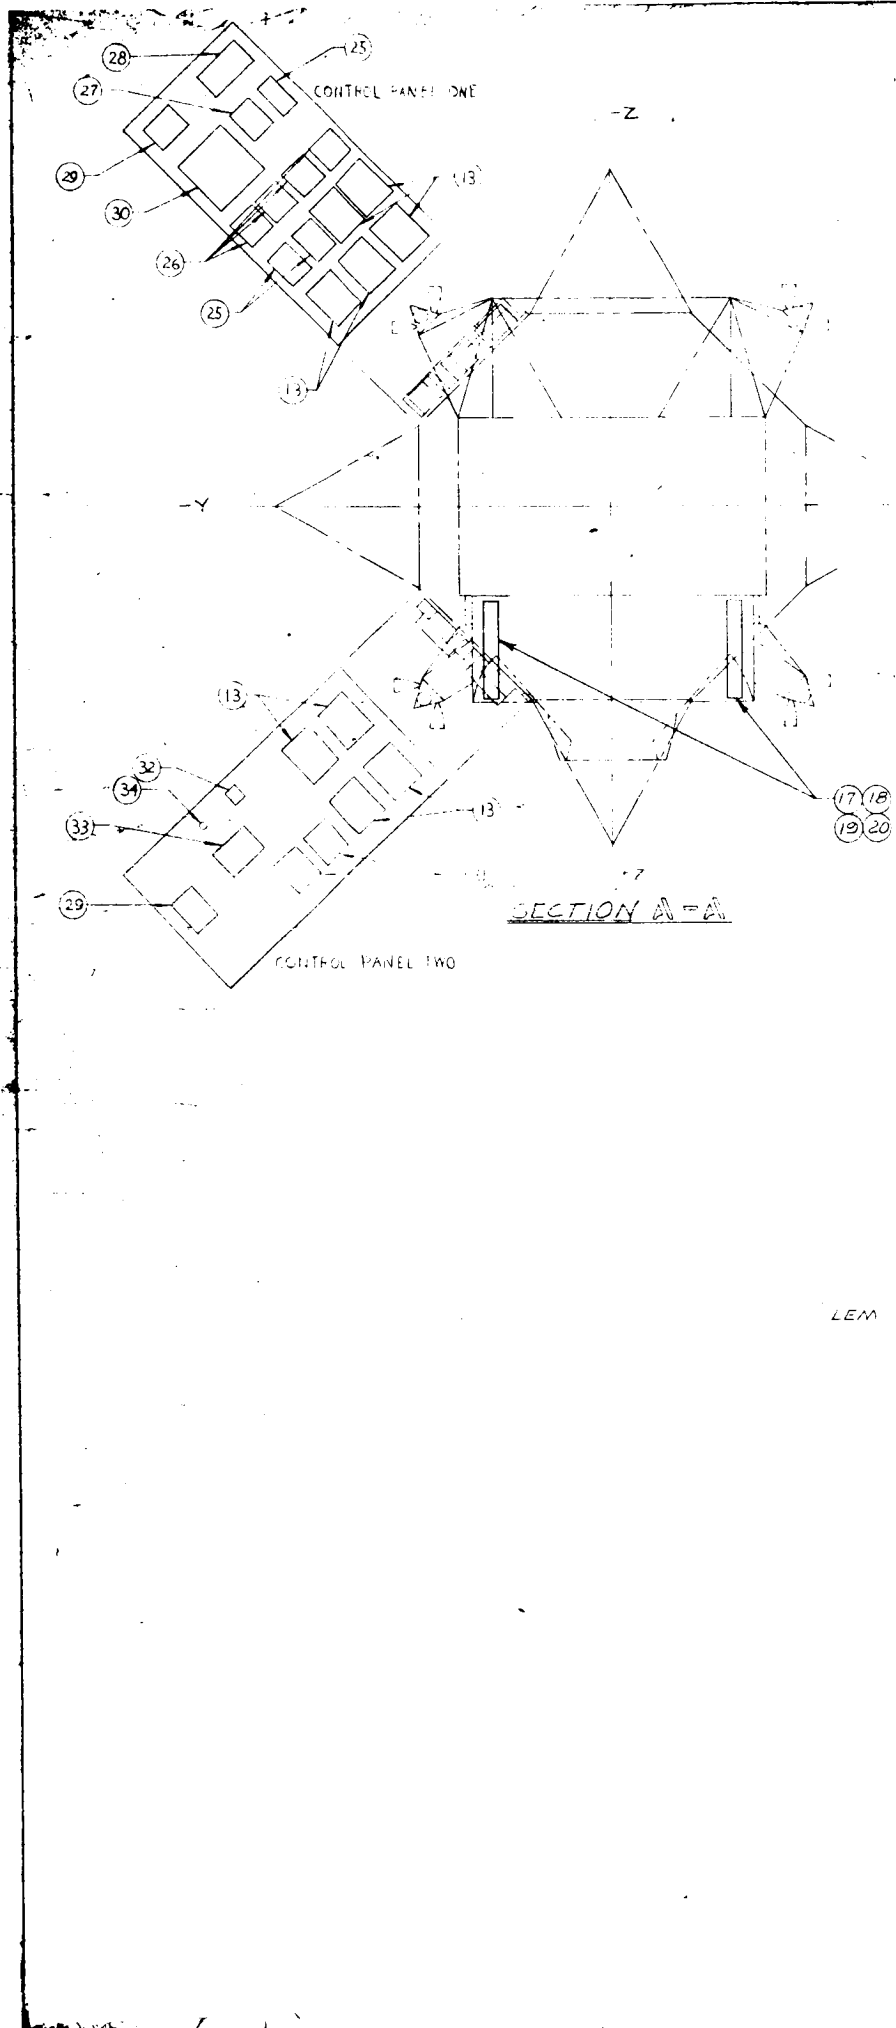 28
25
27
CONTROL PANEL ONE
-Z
29
13
30
26
25
13
-Y
13
32
34
33
13
17 18
19 20
29
SECTION A-A
CONTROL PANEL TWO
LEM